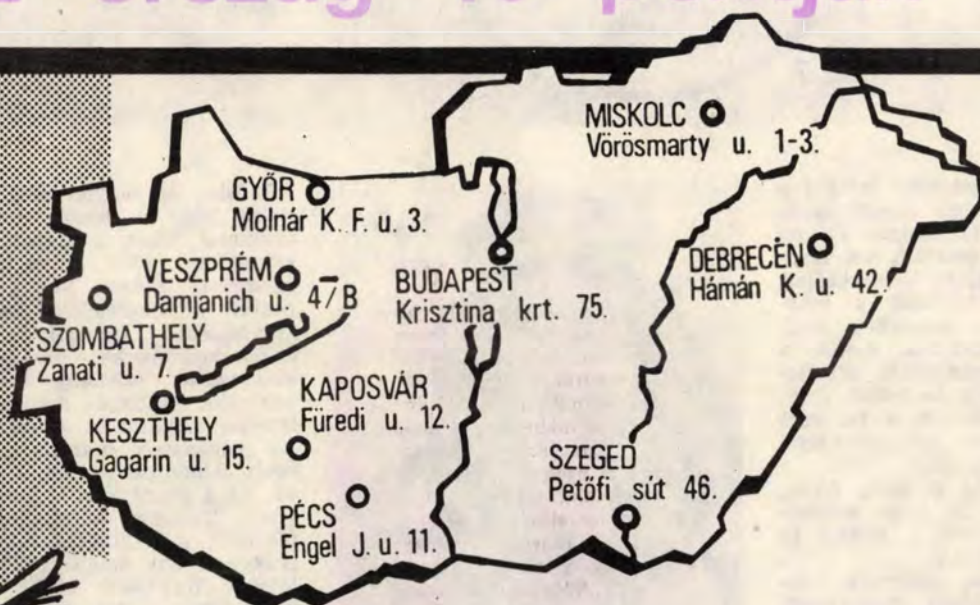 MISKOLC
Vörösmarty u. 1-3.
GYŐR
Molnár K. F. u. 3.
VESZPRÉM
Damjanich u. 4/B
BUDAPEST
Krisztina krt. 75.
DEBRECEN
Hámán K. u. 42.
SZOMBATHELY
Zanati u. 7.
KESZTHELY
Gagarin u. 15.
KAPOSVÁR
Füredi u. 12.
SZEGED
Petőfi sút 46.
PÉCS
Engel J. u. 11.